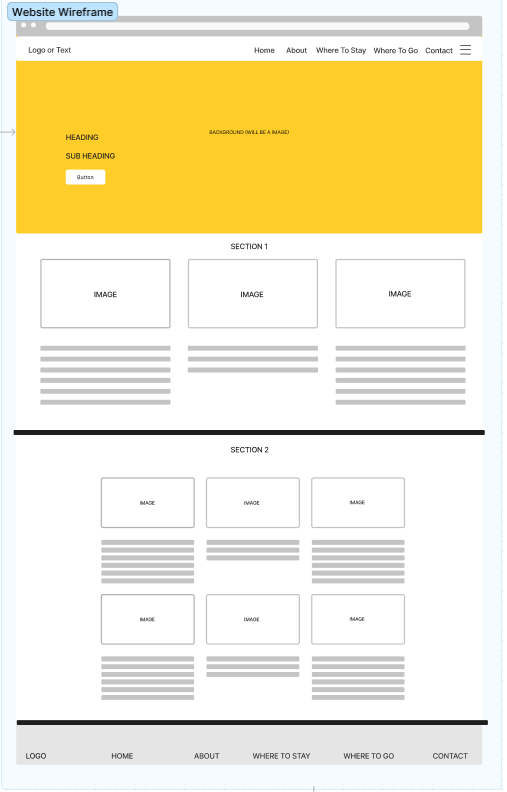 Website Wireframe
Logo or Text Home About Where To Stay Where To Go Contact
BACKGROUND (WILL BE A IMAGE)
HEADING
SUB HEADING
Button
SECTION 1
IMAGE IMAGE IMAGE
SECTION 2
IMAGE IMAGE IMAGE
IMAGE IMAGE IMAGE
LOGO HOME ABOUT WHERE TO STAY WHERE TO GO CONTACT